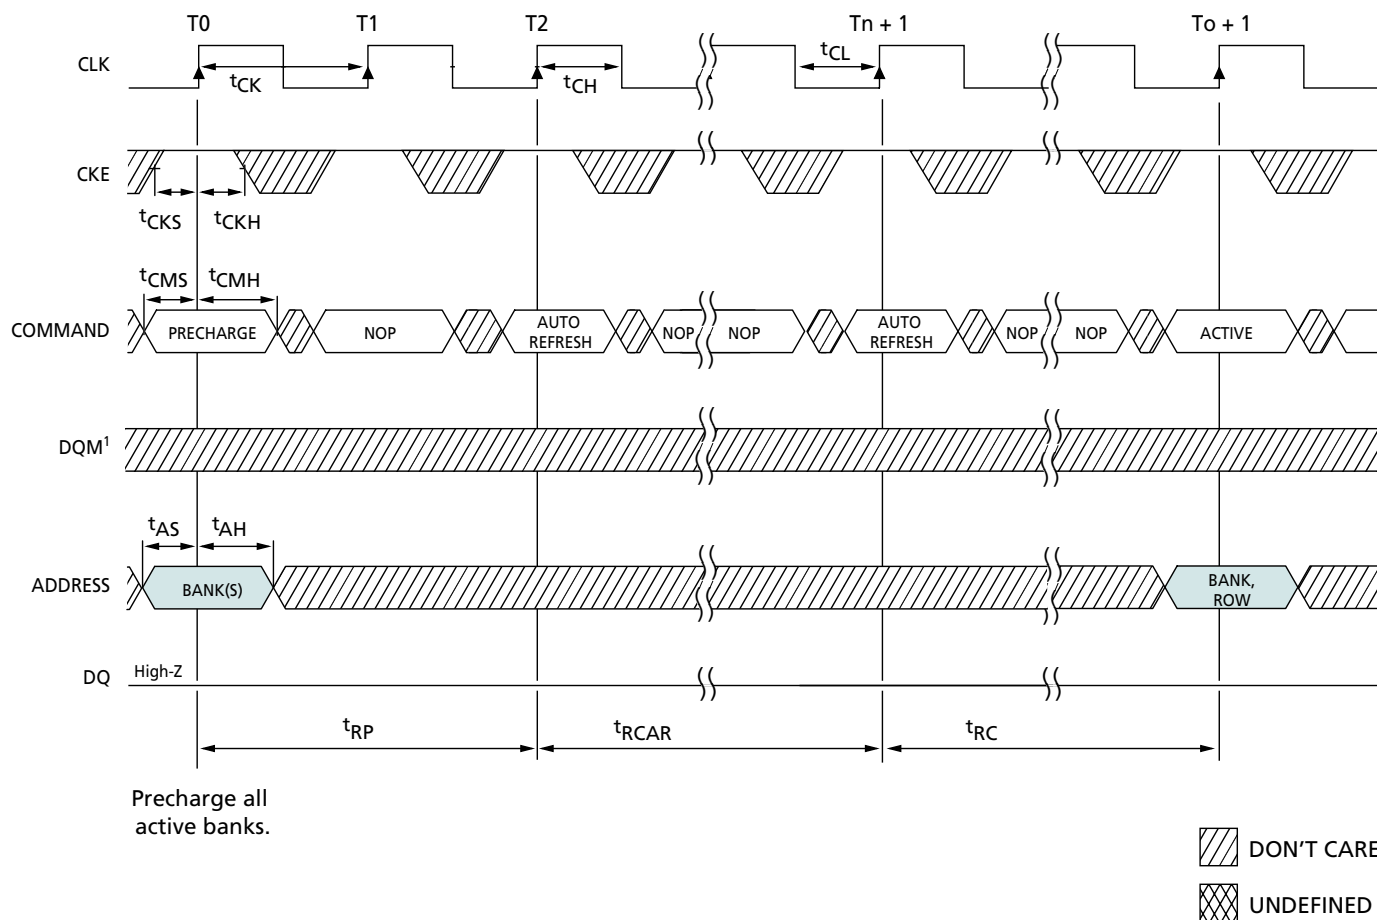 T0 T1 T2 Tn + 1 To + 1
CLK
tCK tCH tCL
CKE
tCKS tCKH
tCMS tCMH
COMMAND PRECHARGE NOP AUTO REFRESH NOP NOP AUTO REFRESH NOP NOP ACTIVE
DQM1
tAS tAH
ADDRESS BANK(S) BANK, ROW
DQ High-Z
tRP tRCAR tRC
Precharge all
active banks.
DON'T CARE
UNDEFINED